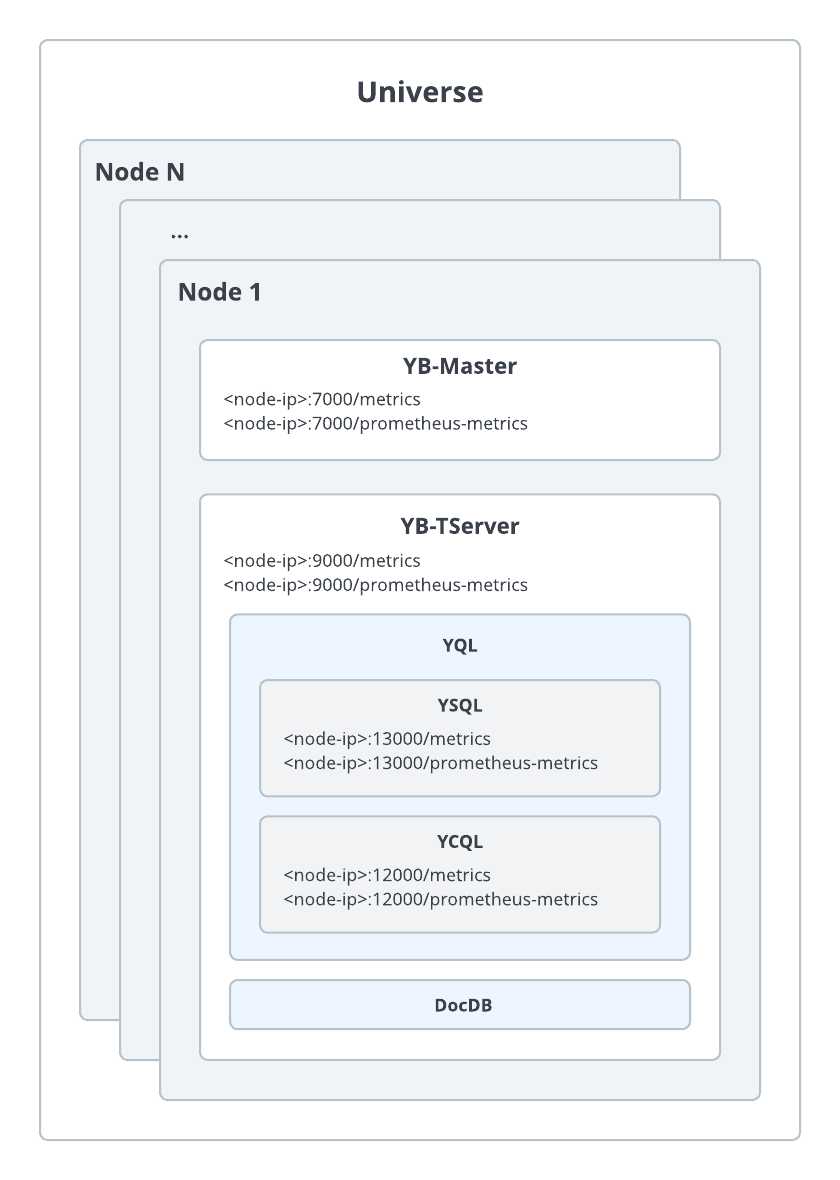 Universe
Node N
...
Node 1
YB-Master
<node-ip>:7000/metrics
<node-ip>:7000/prometheus-metrics
YB-TServer
<node-ip>:9000/metrics
<node-ip>:9000/prometheus-metrics
YQL
YSQL
<node-ip>:13000/metrics
<node-ip>:13000/prometheus-metrics
YCQL
<node-ip>:12000/metrics
<node-ip>:12000/prometheus-metrics
DocDB